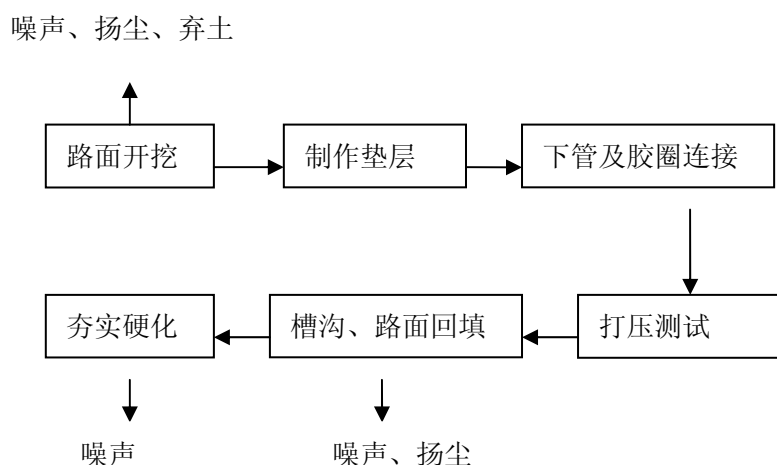 噪声、扬尘、弃土
路面开挖
制作垫层
下管及胶圈连接
夯实硬化
槽沟、路面回填
打压测试
噪声
噪声、扬尘